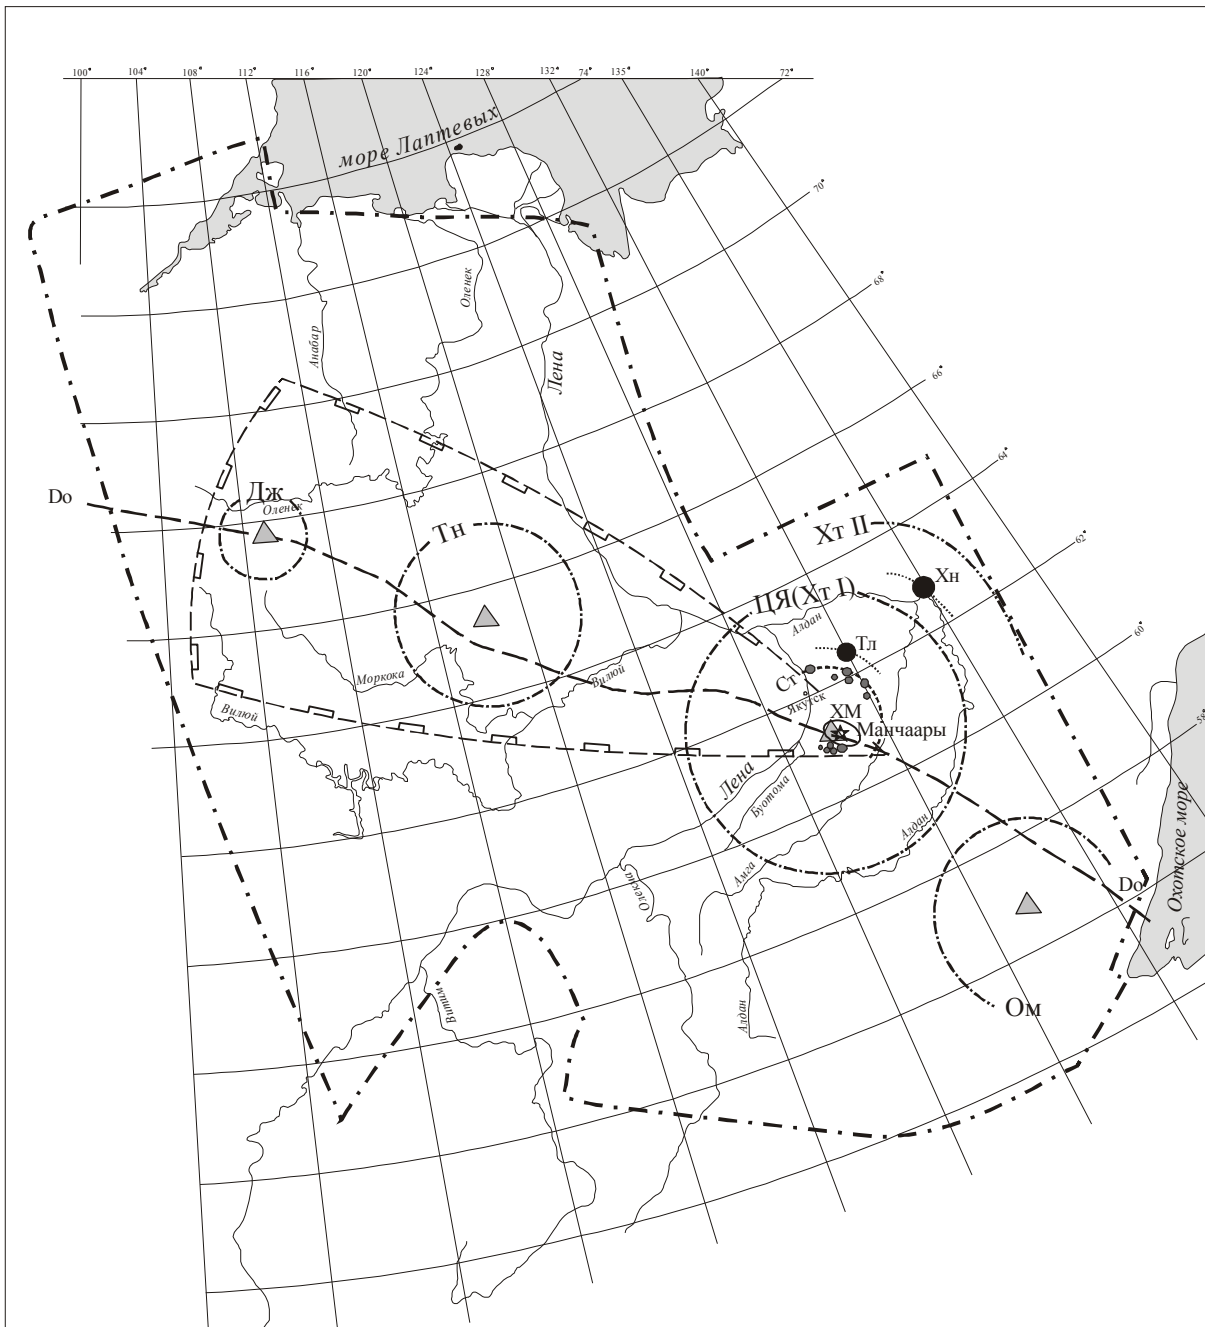 100° 104° 108° 112° 116° 120° 124° 128° 132° 74° 135° 140° 72°
море Лаптевых
70°
68°
66°
64°
62°
60°
58°
Анабар
Оленек
Лена
Do
Дж
Оленек
Тн
Хт II
Хн
ЦЯ(Хт I)
Алдан
Тл
Ст
Моркока
Вилюй
Якутск
Вилюй
ХМ
Манчаары
Лена
Буотома
Алдан
Амга
Олекма
Охотское море
Do
Витим
Алдан
Ом